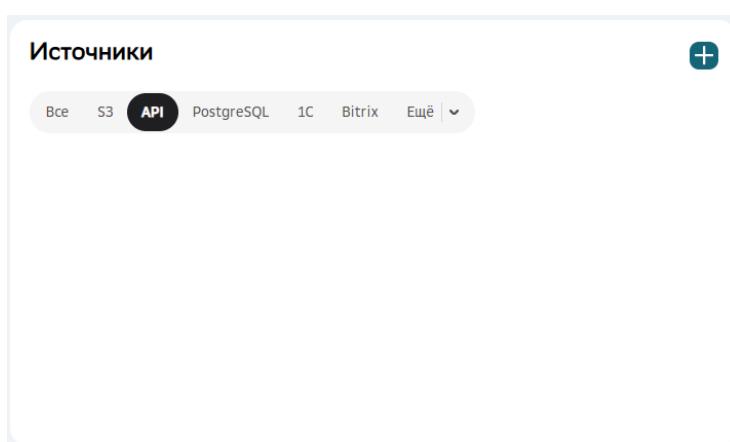 Источники
Все S3 API PostgreSQL 1C Bitrix Ещё